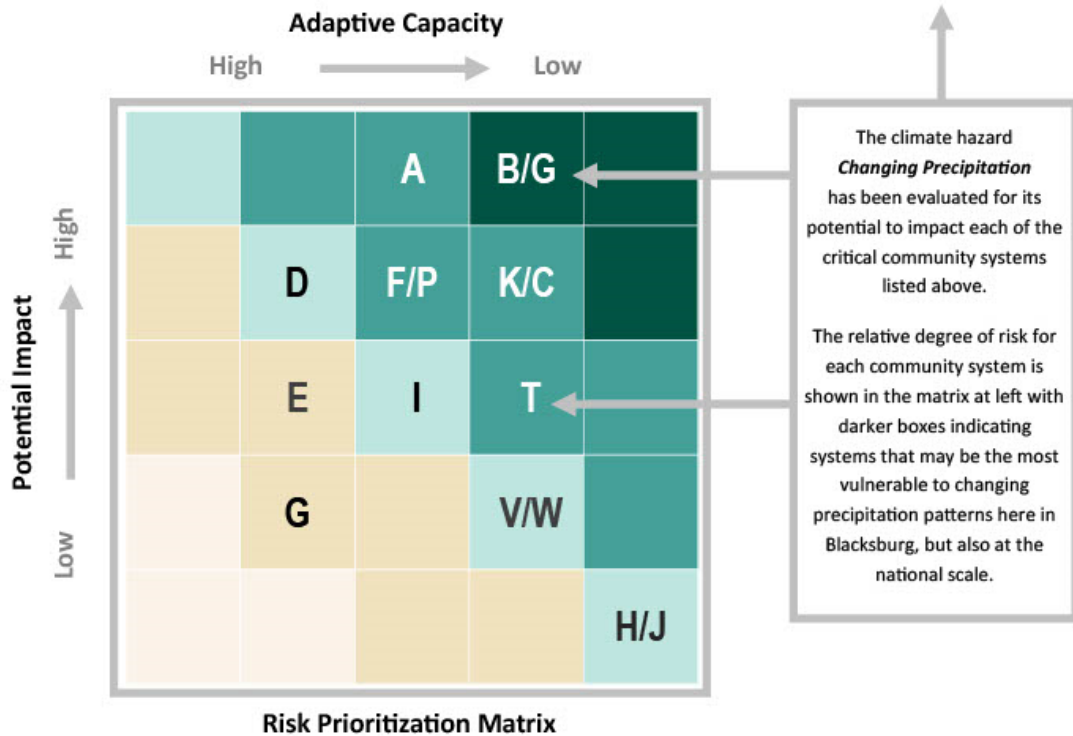 Adaptive Capacity
High
Low
A
B/G
D
F/P
K/C
E
I
T
G
V/W
H/J
High
Potential Impact
Low
Risk Prioritization Matrix
The climate hazard
Changing Precipitation
has been evaluated for its
potential to impact each of the
critical community systems
listed above.
The relative degree of risk for
each community system is
shown in the matrix at left with
darker boxes indicating
systems that may be the most
vulnerable to changing
precipitation patterns here in
Blacksburg, but also at the
national scale.